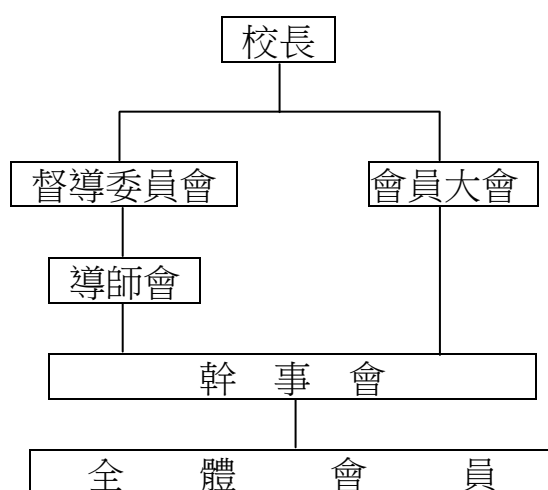 校長
督導委員會
會員大會
導師會
幹事會
全體會員